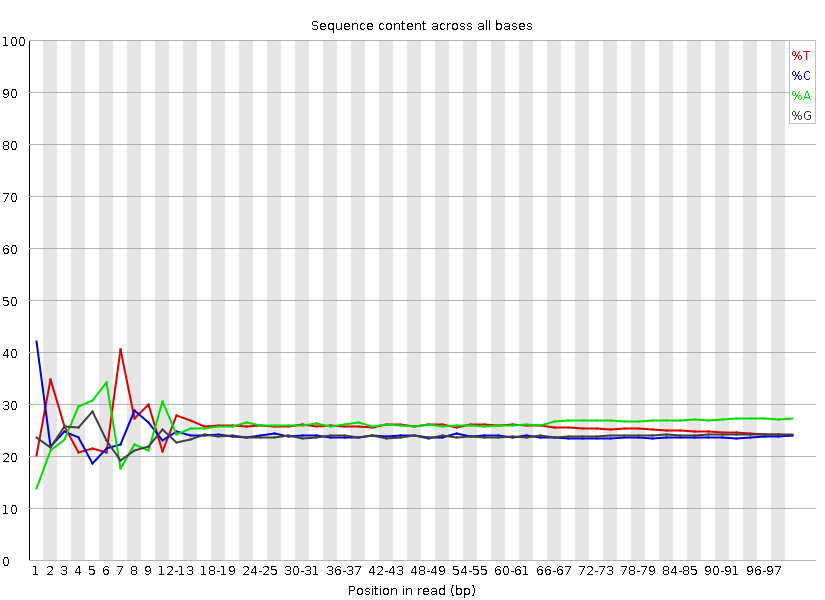 Sequence content across all bases
100
90
80
70
60
50
40
30
20
10
0
%T
%C
%A
%G
1 2 3 4 5 6 7 8 9 12-13 18-19 24-25 30-31 36-37 42-43 48-49 54-55 60-61 66-67 72-73 78-79 84-85 90-91 96-97
Position in read (bp)